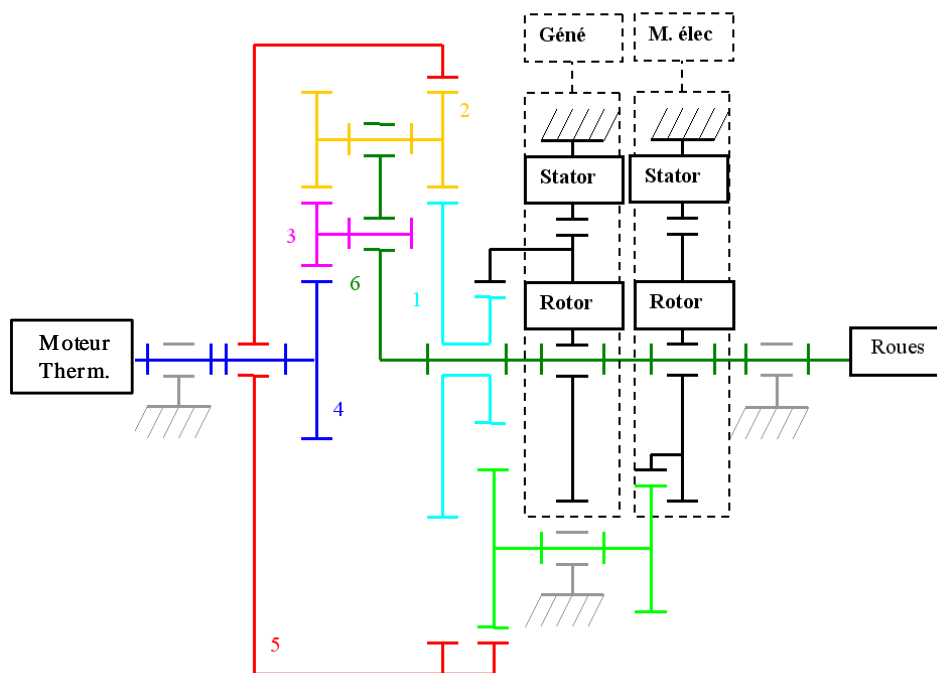 Géné
M. élec
2
Stator
Stator
3
6
1
Rotor
Rotor
Moteur
Therm.
Roues
4
5